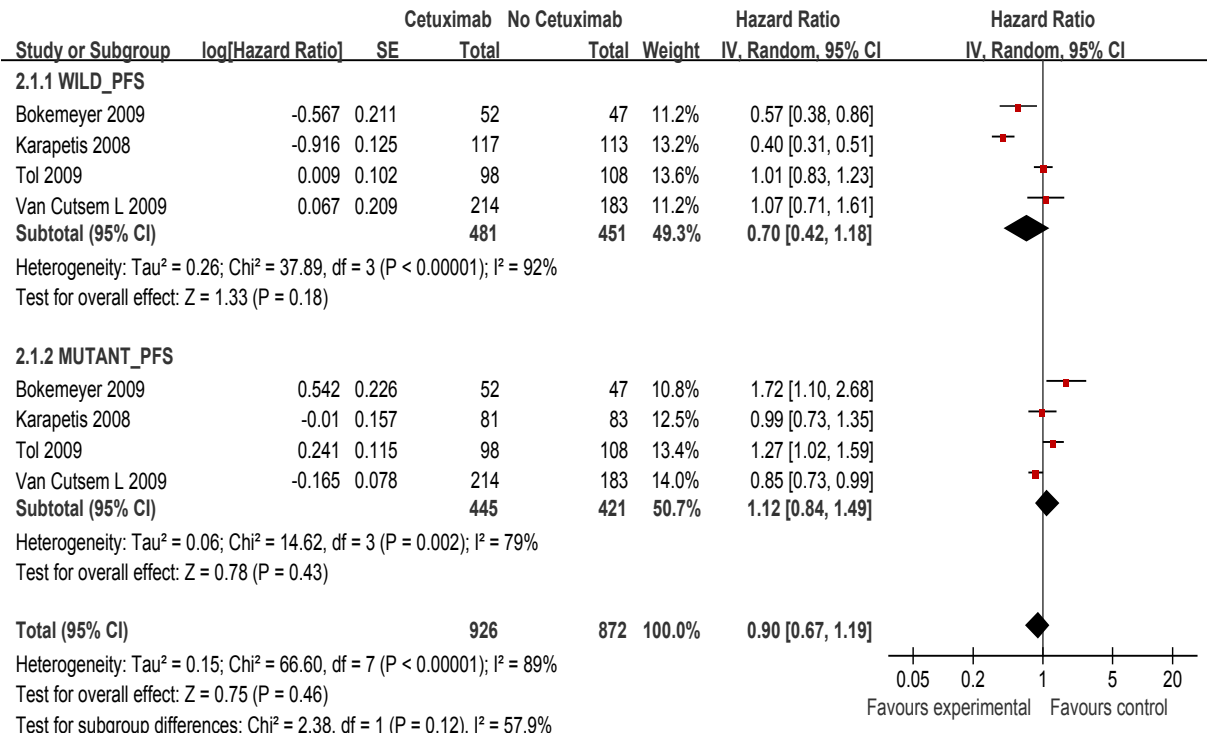 Cetuximab No Cetuximab Hazard Ratio Hazard Ratio
Study or Subgroup log[Hazard Ratio] SE Total Total Weight IV, Random, 95% CI IV, Random, 95% CI
2.1.1 WILD_PFS
Bokemeyer 2009 -0.567 0.211 52 47 11.2% 0.57 [0.38, 0.86]
Karapetis 2008 -0.916 0.125 117 113 13.2% 0.40 [0.31, 0.51]
Tol 2009 0.009 0.102 98 108 13.6% 1.01 [0.83, 1.23]
Van Cutsem L 2009 0.067 0.209 214 183 11.2% 1.07 [0.71, 1.61]
Subtotal (95% CI) 481 451 49.3% 0.70 [0.42, 1.18]
Heterogeneity: Tau² = 0.26; Chi² = 37.89, df = 3 (P < 0.00001); I² = 92%
Test for overall effect: Z = 1.33 (P = 0.18)
2.1.2 MUTANT_PFS
Bokemeyer 2009 0.542 0.226 52 47 10.8% 1.72 [1.10, 2.68]
Karapetis 2008 -0.01 0.157 81 83 12.5% 0.99 [0.73, 1.35]
Tol 2009 0.241 0.115 98 108 13.4% 1.27 [1.02, 1.59]
Van Cutsem L 2009 -0.165 0.078 214 183 14.0% 0.85 [0.73, 0.99]
Subtotal (95% CI) 445 421 50.7% 1.12 [0.84, 1.49]
Heterogeneity: Tau² = 0.06; Chi² = 14.62, df = 3 (P = 0.002); I² = 79%
Test for overall effect: Z = 0.78 (P = 0.43)
Total (95% CI) 926 872 100.0% 0.90 [0.67, 1.19]
Heterogeneity: Tau² = 0.15; Chi² = 66.60, df = 7 (P < 0.00001); I² = 89%
Test for overall effect: Z = 0.75 (P = 0.46)
Test for subgroup differences: Chi² = 2.38, df = 1 (P = 0.12), I² = 57.9%
0.05 0.2 1 5 20
Favours experimental Favours control